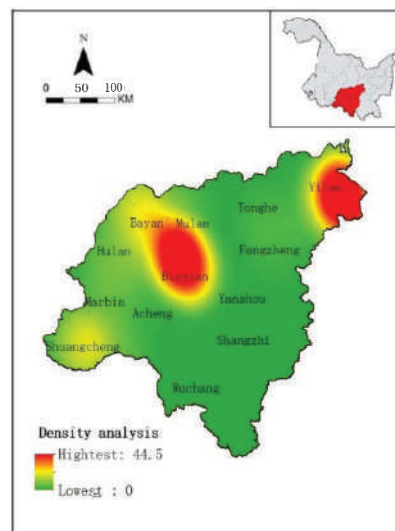 N
0 50 100
KM
Yilan
Tonghe
Bayan Mulan
Hulan
Fangzheng
Binxian
Harbin
Yanzhou
Acheng
Shangzhi
Shuangcheng
Wuchang
Density analysis
Hightest: 44.5
Lowest : 0